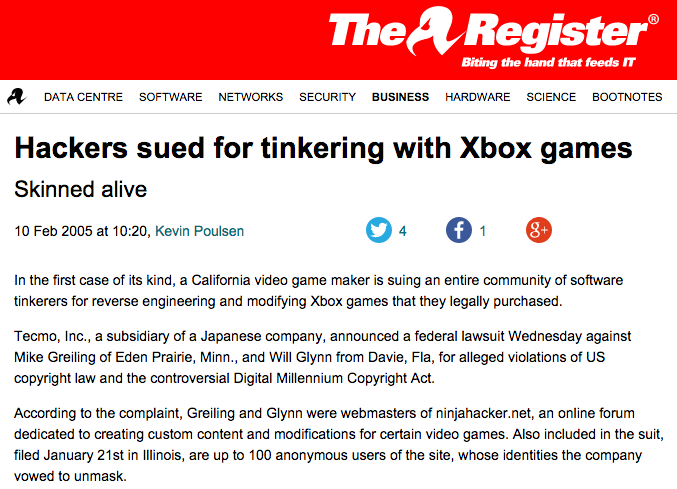 The Register®
Biting the hand that feeds IT
DATA CENTRE SOFTWARE NETWORKS SECURITY BUSINESS HARDWARE SCIENCE BOOTNOTES
Hackers sued for tinkering with Xbox games
Skinned alive
10 Feb 2005 at 10:20, Kevin Poulsen 4 1 g+
In the first case of its kind, a California video game maker is suing an entire community of software
tinkerers for reverse engineering and modifying Xbox games that they legally purchased.
Tecmo, Inc., a subsidiary of a Japanese company, announced a federal lawsuit Wednesday against
Mike Greiling of Eden Prairie, Minn., and Will Glynn from Davie, Fla, for alleged violations of US
copyright law and the controversial Digital Millennium Copyright Act.
According to the complaint, Greiling and Glynn were webmasters of ninjahacker.net, an online forum
dedicated to creating custom content and modifications for certain video games. Also included in the suit,
filed January 21st in Illinois, are up to 100 anonymous users of the site, whose identities the company
vowed to unmask.